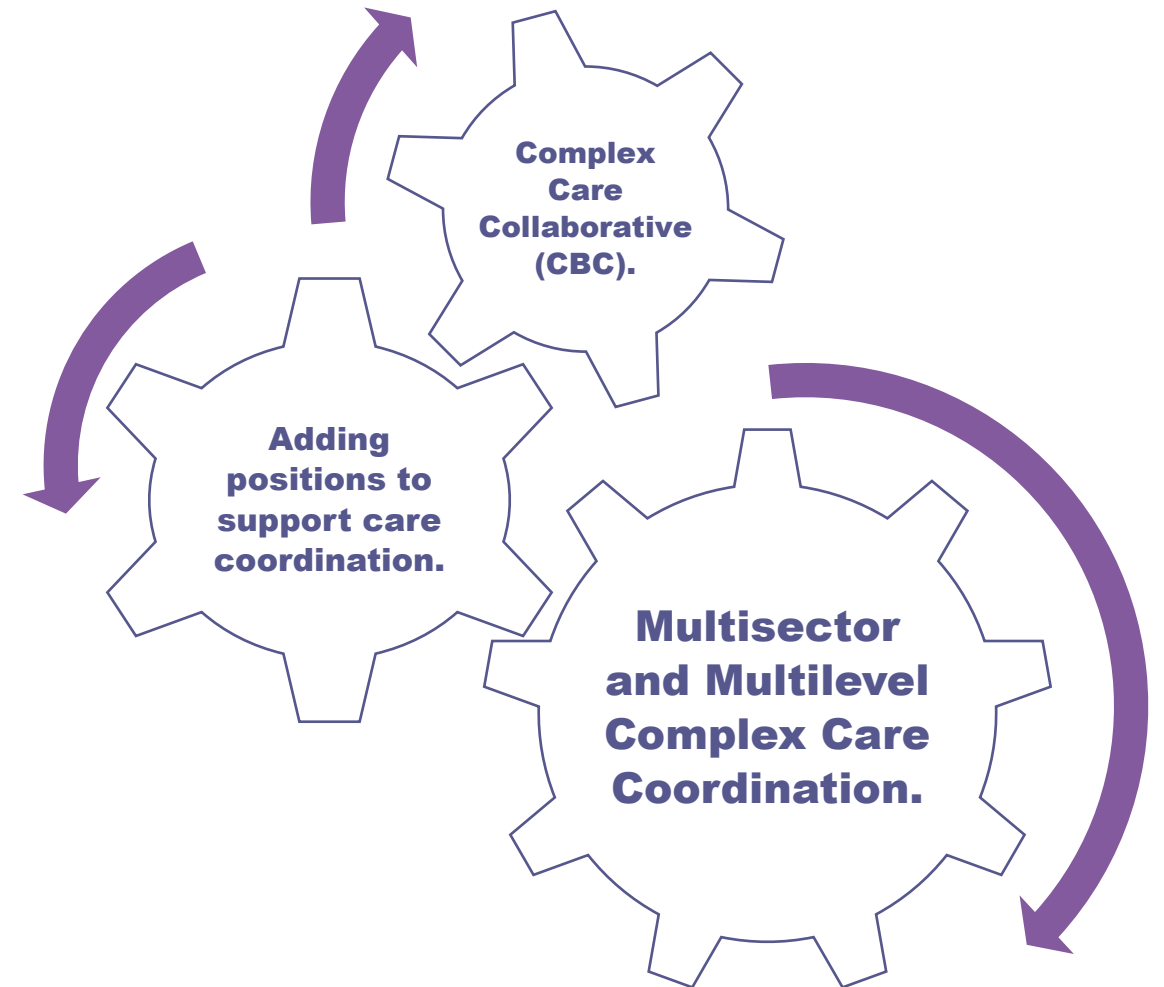 Complex
Care
Collaborative
(CBC).
Adding
positions to
support care
coordination.
Multisector
and Multilevel
Complex Care
Coordination.